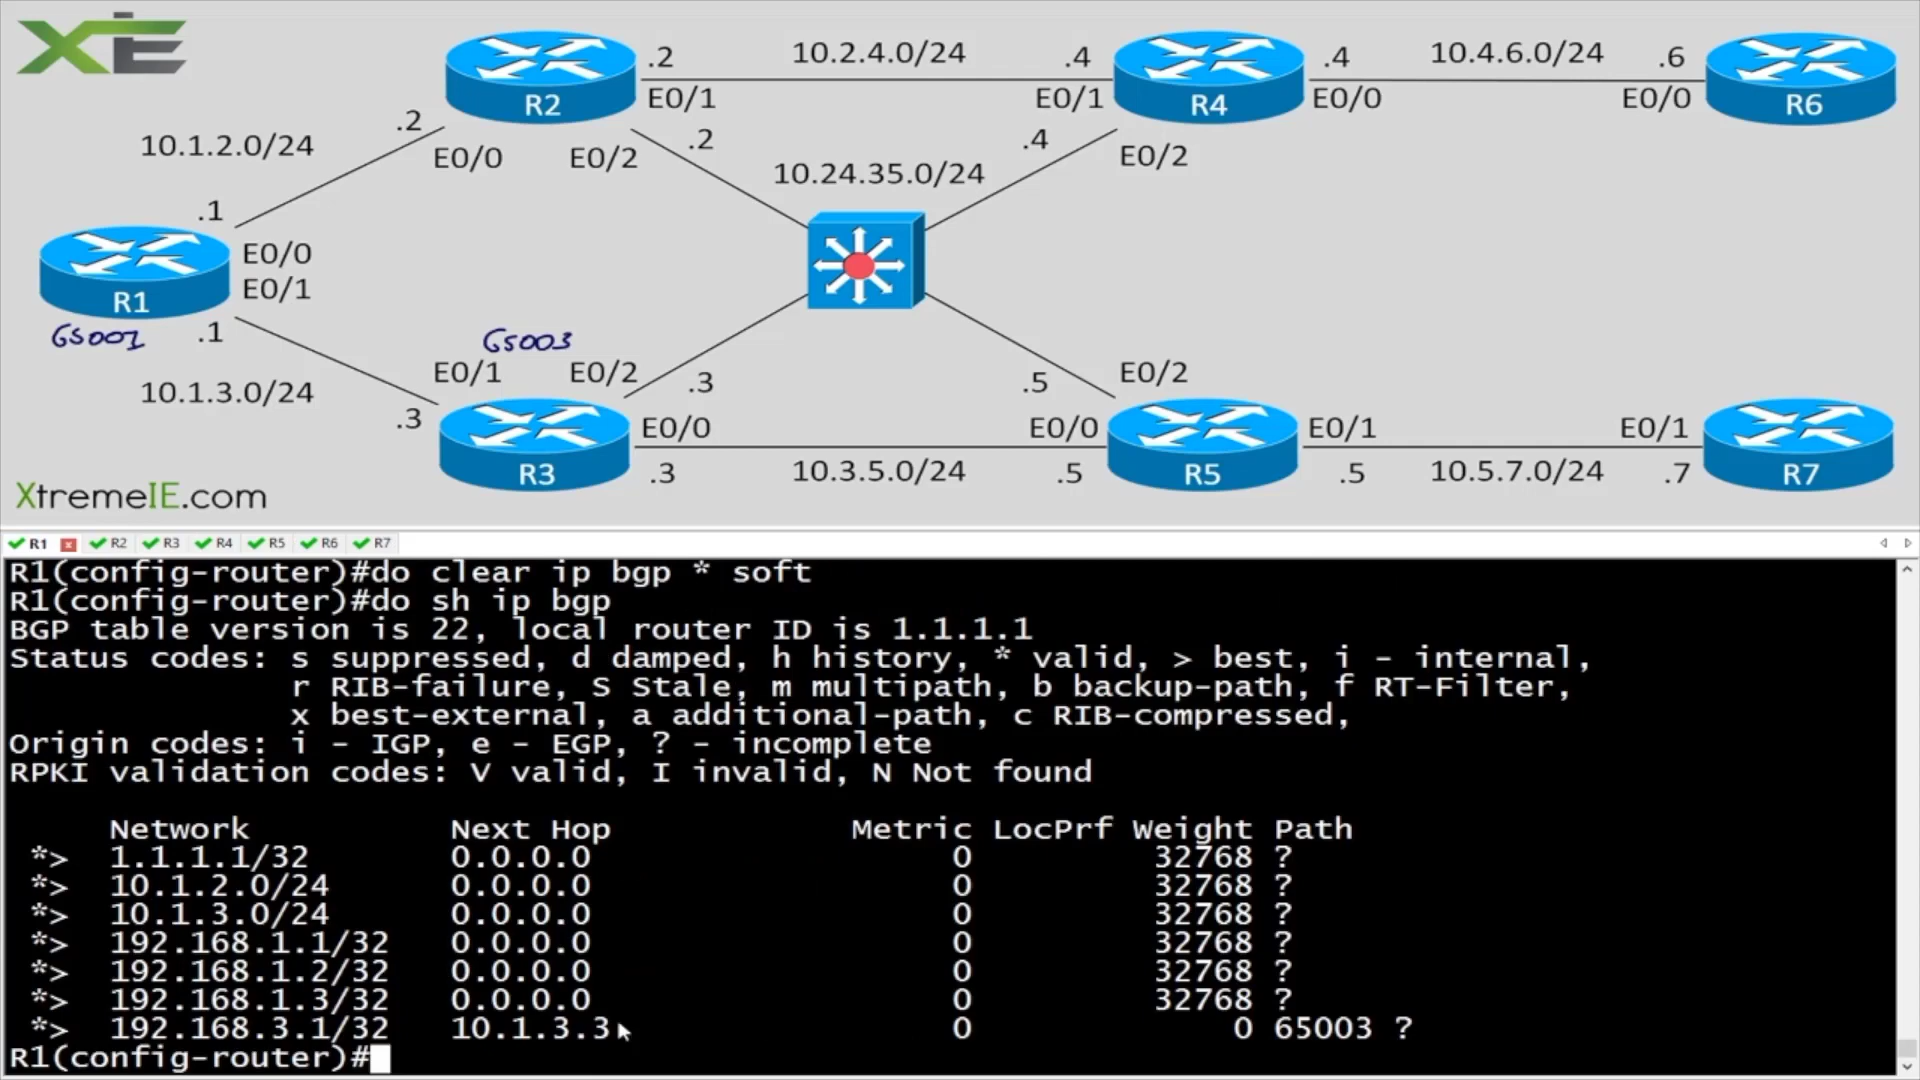 XIE
.2 10.2.4.0/24 .4 .4 10.4.6.0/24 .6
R2 E0/1 E0/1 R4 E0/0 E0/0 R6
.2 E0/0 E0/2 .2 .4 E0/2
10.1.2.0/24
10.24.35.0/24
.1
E0/0
E0/1
R1
65001 .1 65003
E0/1 E0/2 .3 .5 E0/2
10.1.3.0/24
.3 E0/0 E0/0 E0/1 E0/1
R3 .3 10.3.5.0/24 .5 R5 .5 10.5.7.0/24 .7 R7
XtremeIE.com
R1 R2 R3 R4 R5 R6 R7
R1(config-router)#do clear ip bgp * soft
R1(config-router)#do sh ip bgp
BGP table version is 22, local router ID is 1.1.1.1
Status codes: s suppressed, d damped, h history, * valid, > best, i - internal,
r RIB-failure, S Stale, m multipath, b backup-path, f RT-Filter,
x best-external, a additional-path, c RIB-compressed,
Origin codes: i - IGP, e - EGP, ? - incomplete
RPKI validation codes: V valid, I invalid, N Not found
Network Next Hop Metric LocPrf Weight Path
*> 1.1.1.1/32 0.0.0.0 0 32768 ?
*> 10.1.2.0/24 0.0.0.0 0 32768 ?
*> 10.1.3.0/24 0.0.0.0 0 32768 ?
*> 192.168.1.1/32 0.0.0.0 0 32768 ?
*> 192.168.1.2/32 0.0.0.0 0 32768 ?
*> 192.168.1.3/32 0.0.0.0 0 32768 ?
*> 192.168.3.1/32 10.1.3.3 0 0 65003 ?
R1(config-router)#